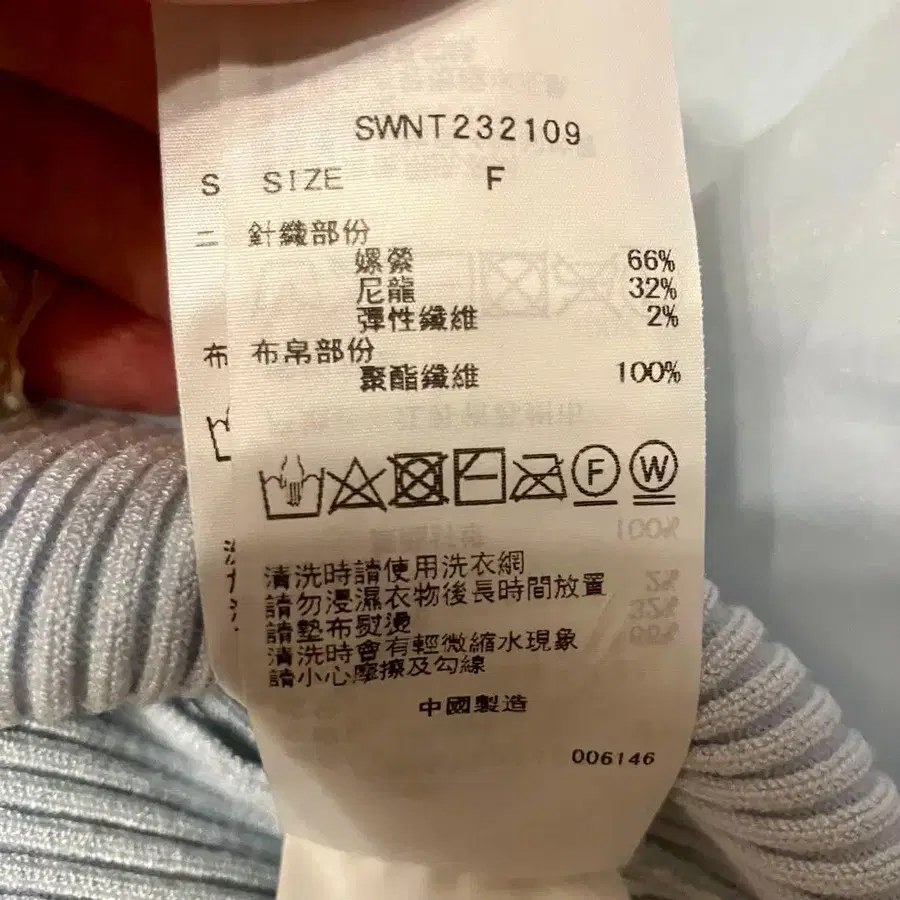 SWNT232109
SIZE F
針織部份
嫘縈 66%
尼龍 32%
彈性纖維 2%
布帛部份
聚酯纖維 100%
F W
清洗時請使用洗衣網
請勿浸濕衣物後長時間放置
請墊布熨燙
清洗時會有輕微縮水現象
請小心摩擦及勾線
中國製造
006146
S
布